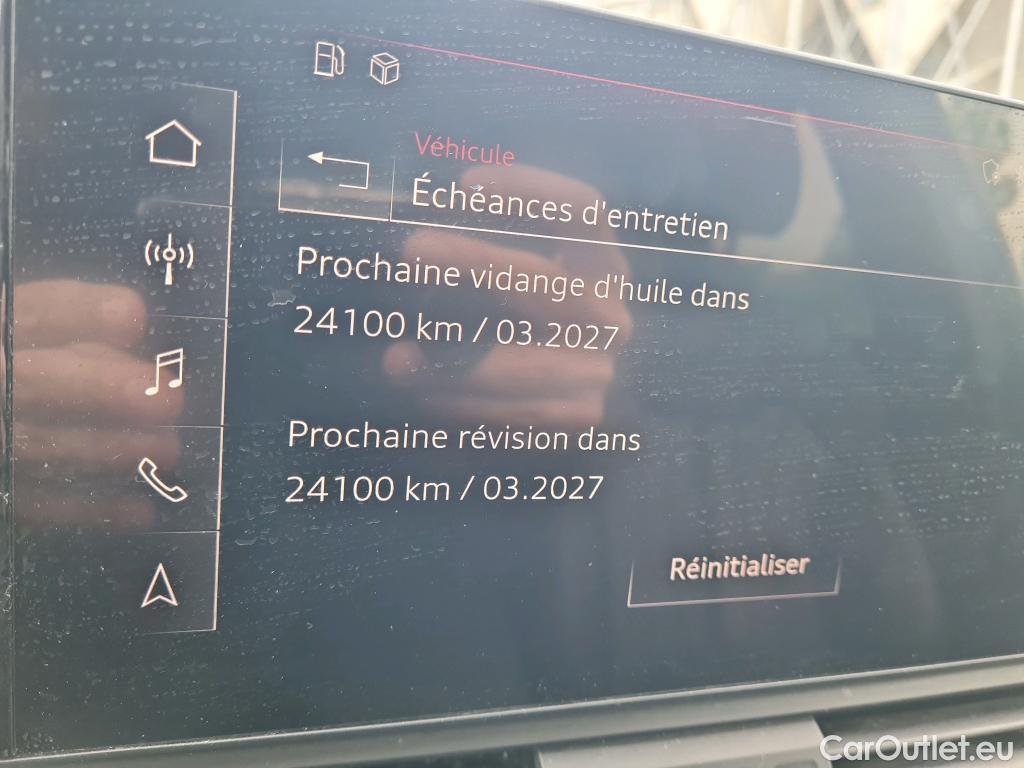 Véhicule
Échéances d'entretien
Prochaine vidange d'huile dans
24100 km / 03.2027
Prochaine révision dans
24100 km / 03.2027
Réinitialiser
CarOutlet.eu